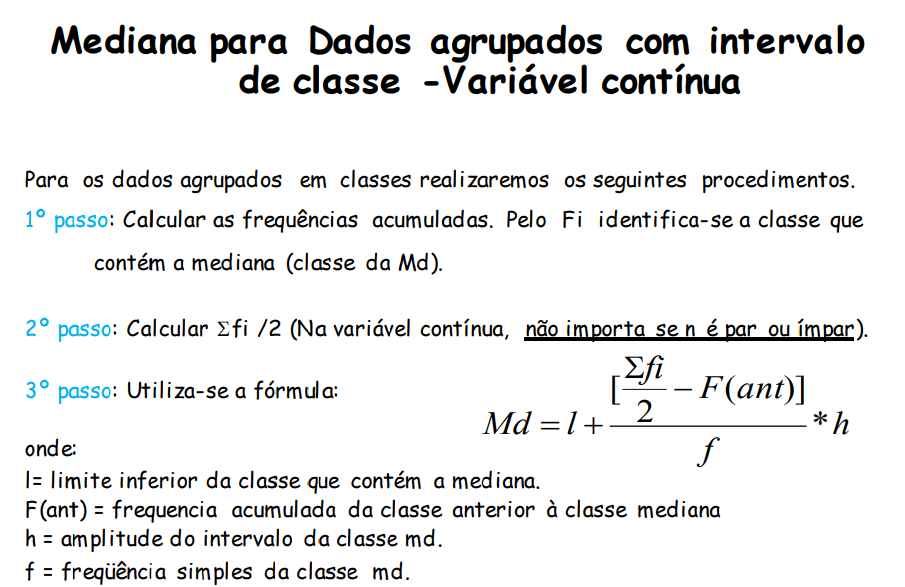 Mediana para Dados agrupados com intervalo
de classe -Variável contínua
Para os dados agrupados em classes realizaremos os seguintes procedimentos.
1º passo: Calcular as frequências acumuladas. Pelo Fi identifica-se a classe que
contém a mediana (classe da Md).
2º passo: Calcular Σfi /2 (Na variável contínua, não importa se n é par ou ímpar).
3º passo: Utiliza-se a fórmula:
Md = l + [Σfi/2 − F(ant)]/f * h
onde:
l= limite inferior da classe que contém a mediana.
F(ant) = frequencia acumulada da classe anterior à classe mediana
h = amplitude do intervalo da classe md.
f = freqüência simples da classe md.